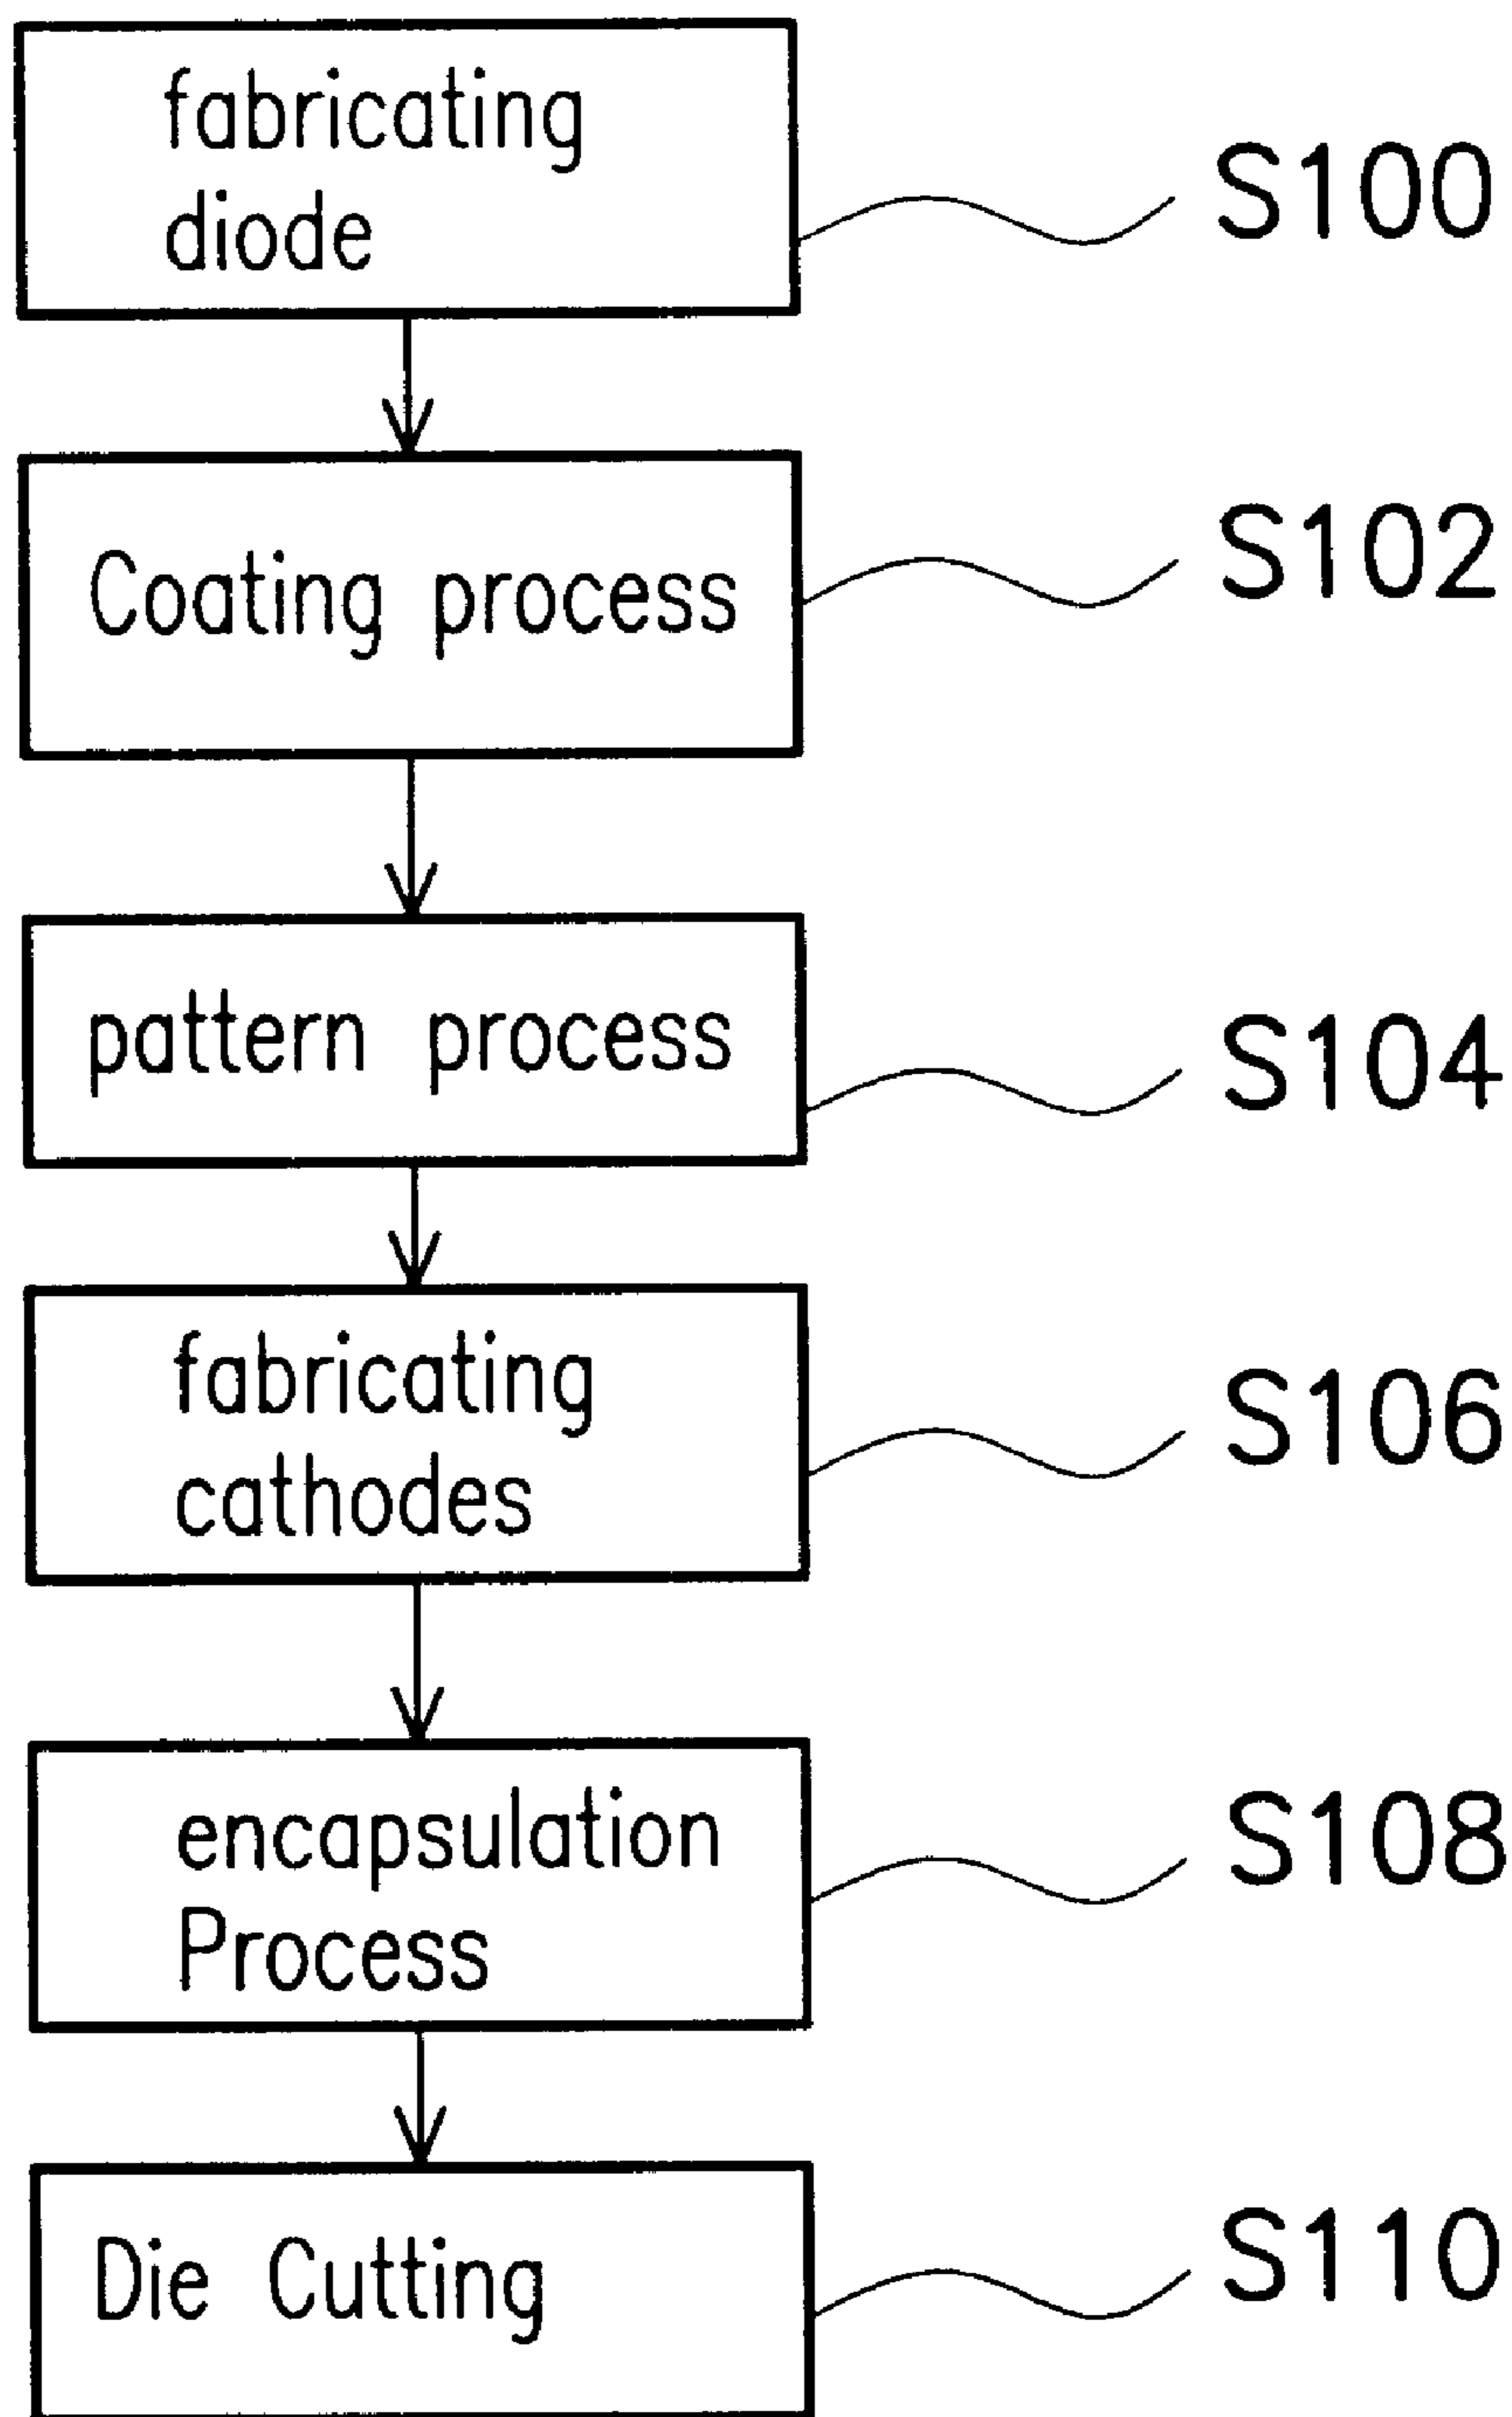 fabricating
diode
S100
Coating process
S102
pattern process
S104
fabricating
cathodes
S106
encapsulation
Process
S108
Die Cutting
S110